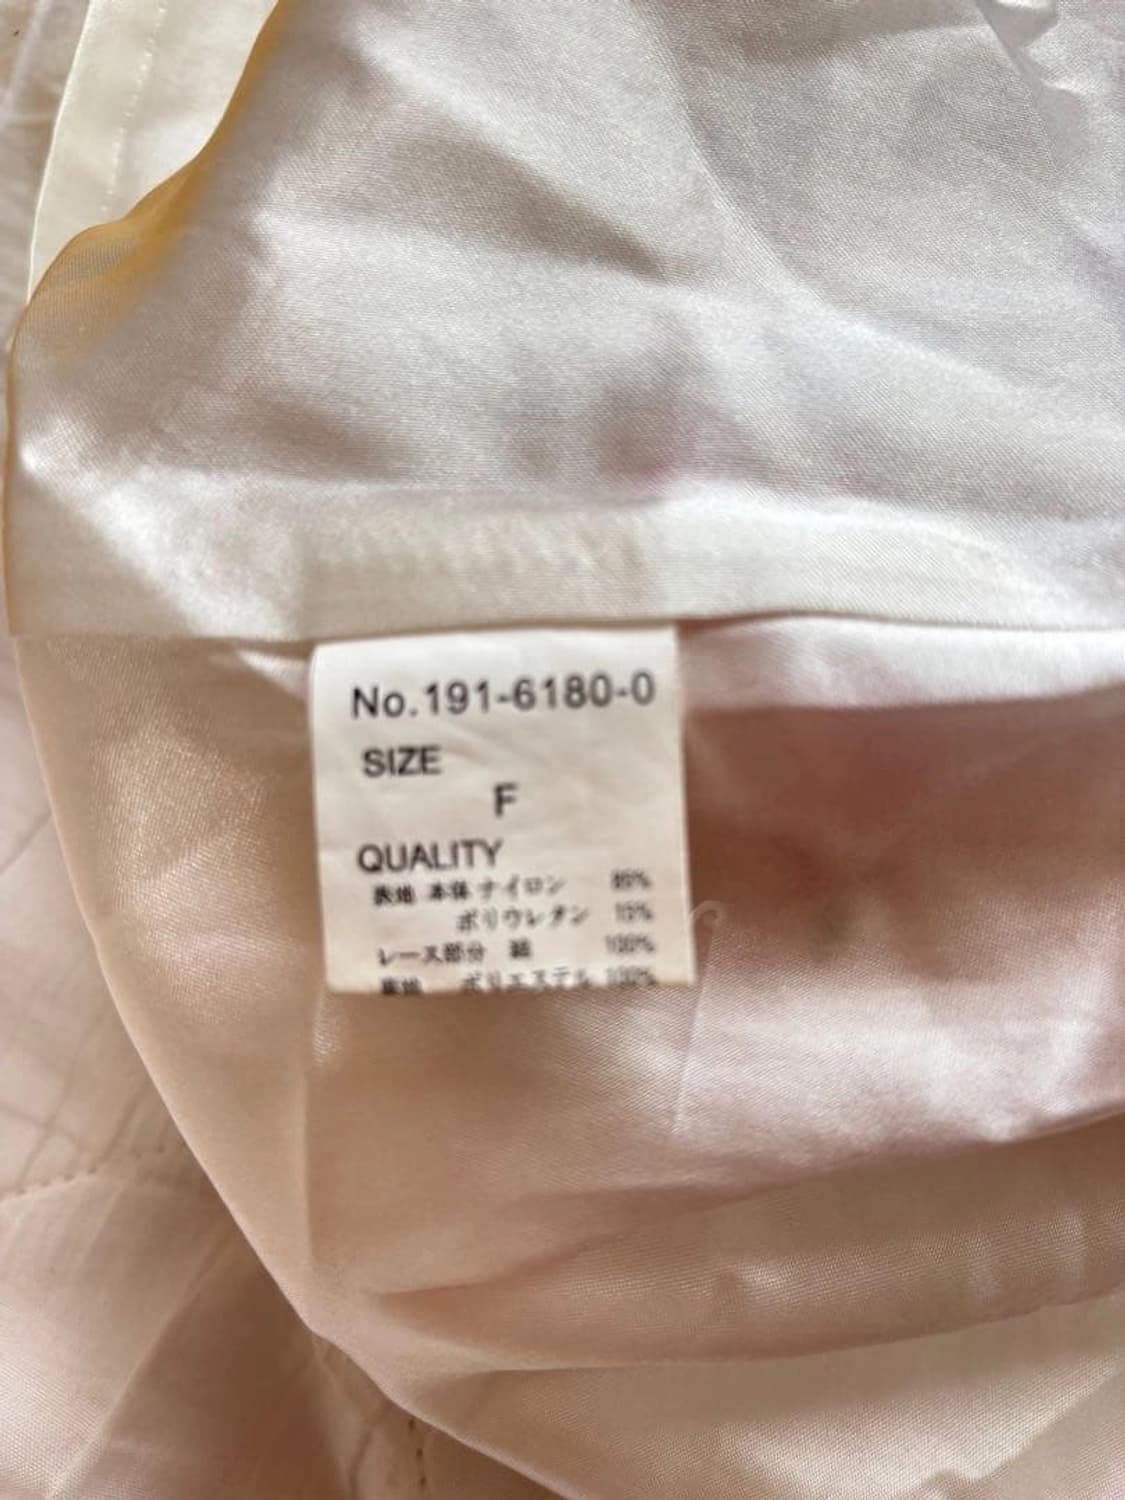 No.191-6180-0
SIZE
F
QUALITY
表地 本体 ナイロン 85%
ポリウレタン 15%
レース部分 綿 100%
裏地 ポリエステル 100%